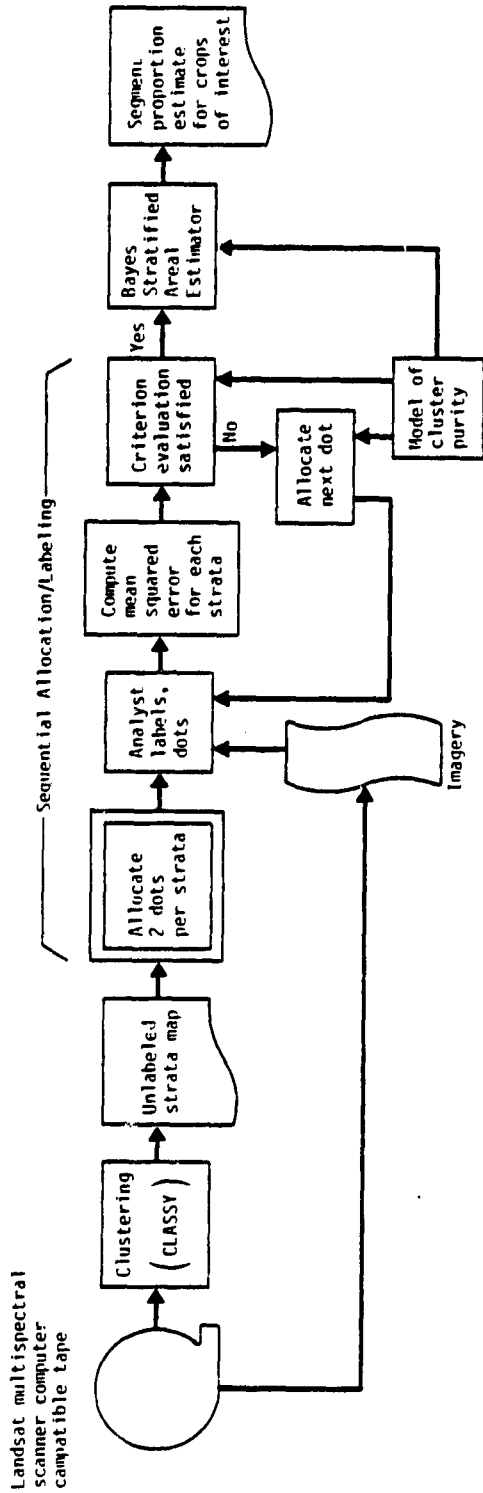 Landsat multispectral
scanner computer
campatible tape
Clustering
(CLASSY)
Unlabeled
strata map
Sequential Allocation/Labeling
Allocate
2 dots
per strata
Analyst
labels,
dots
Imagery
Compute
mean
squared
error
for each
strata
Criterion
evaluation
satisfied
Yes
No
Allocate
next dot
Model of
cluster
purity
Bayes
Stratified
Areal
Estimator
Segment
proportion
estimate
for crops
of interest